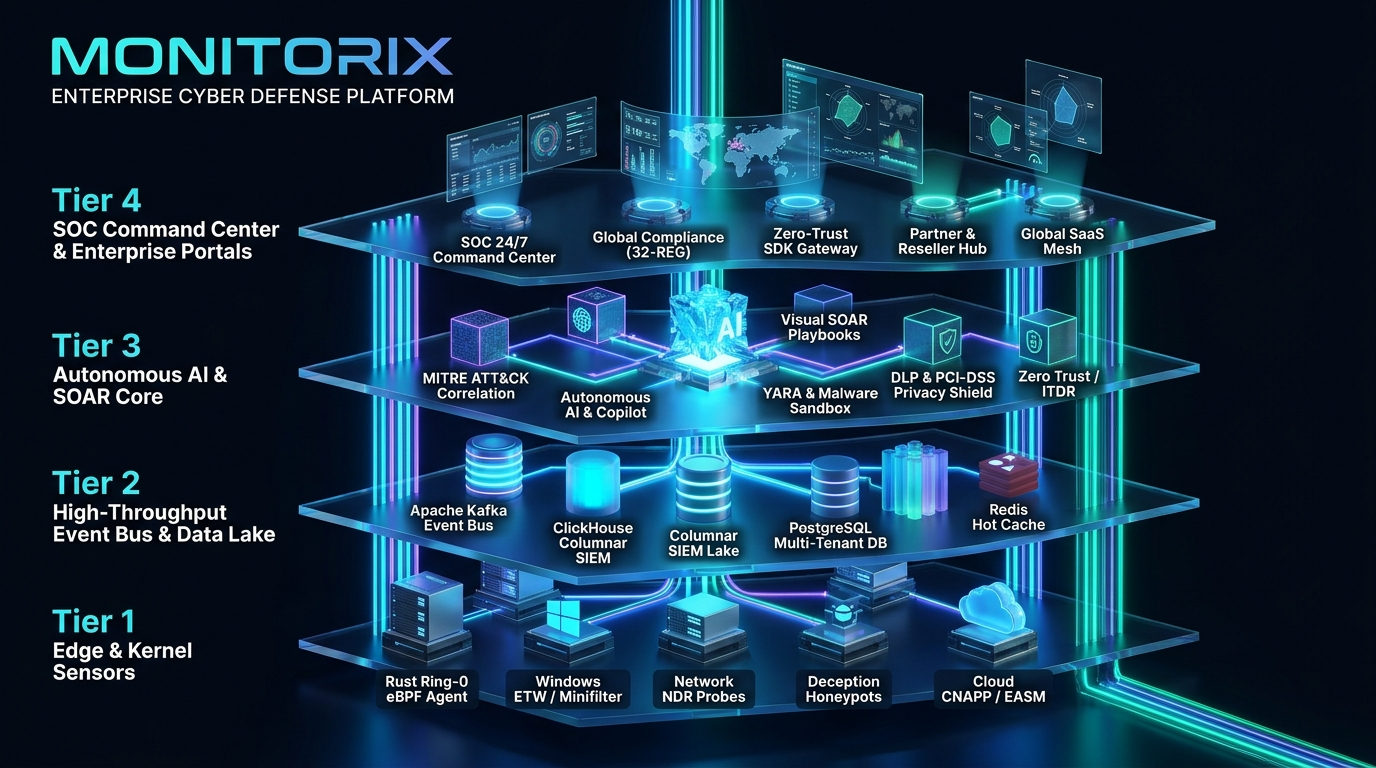 MONITORIX
ENTERPRISE CYBER DEFENSE PLATFORM
Tier 4
SOC Command Center
& Enterprise Portals
SOC 24/7
Command Center
Global Compliance
(32-REG)
Zero-Trust
SDK Gateway
Partner &
Reseller Hub
Global SaaS
Mesh
Tier 3
Autonomous AI &
SOAR Core
MITRE ATT&CK
Correlation
Autonomous
AI & Copilot
AI
Visual SOAR
Playbooks
YARA & Malware
Sandbox
DLP & PCI-DSS
Privacy Shield
Zero Trust /
ITDR
Tier 2
High-Throughput
Event Bus & Data Lake
Apache Kafka
Event Bus
ClickHouse
Columnar
SIEM
Columnar
SIEM Lake
PostgreSQL
Multi-Tenant DB
Redis
Hot Cache
Tier 1
Edge & Kernel
Sensors
Rust Ring-0
eBPF Agent
Windows
ETW / Minifilter
Network
NDR Probes
Deception
Honeypots
Cloud
CNAPP / EASM